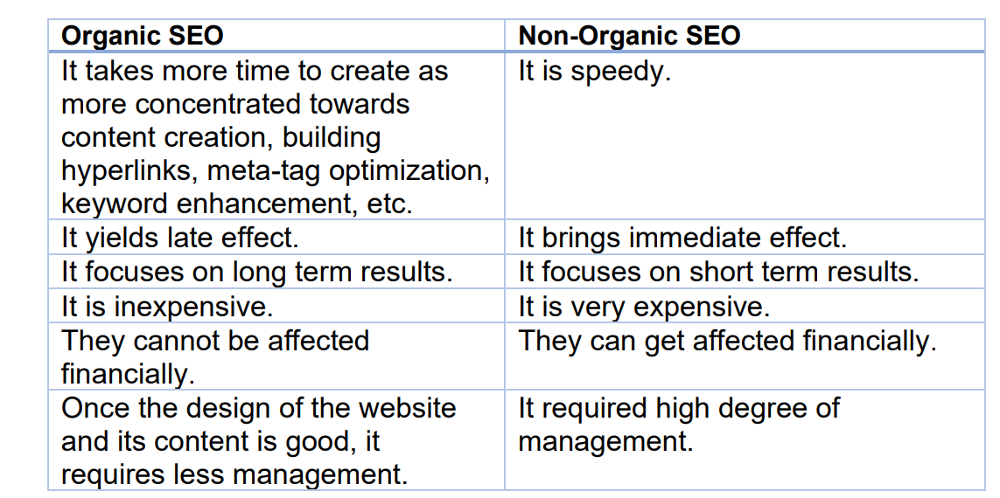 Organic SEO
Non-Organic SEO
It takes more time to create as
more concentrated towards
content creation, building
hyperlinks, meta-tag optimization,
keyword enhancement, etc.
It is speedy.
It yields late effect.
It brings immediate effect.
It focuses on long term results.
It focuses on short term results.
It is inexpensive.
It is very expensive.
They cannot be affected
financially.
They can get affected financially.
Once the design of the website
and its content is good, it
requires less management.
It required high degree of
management.